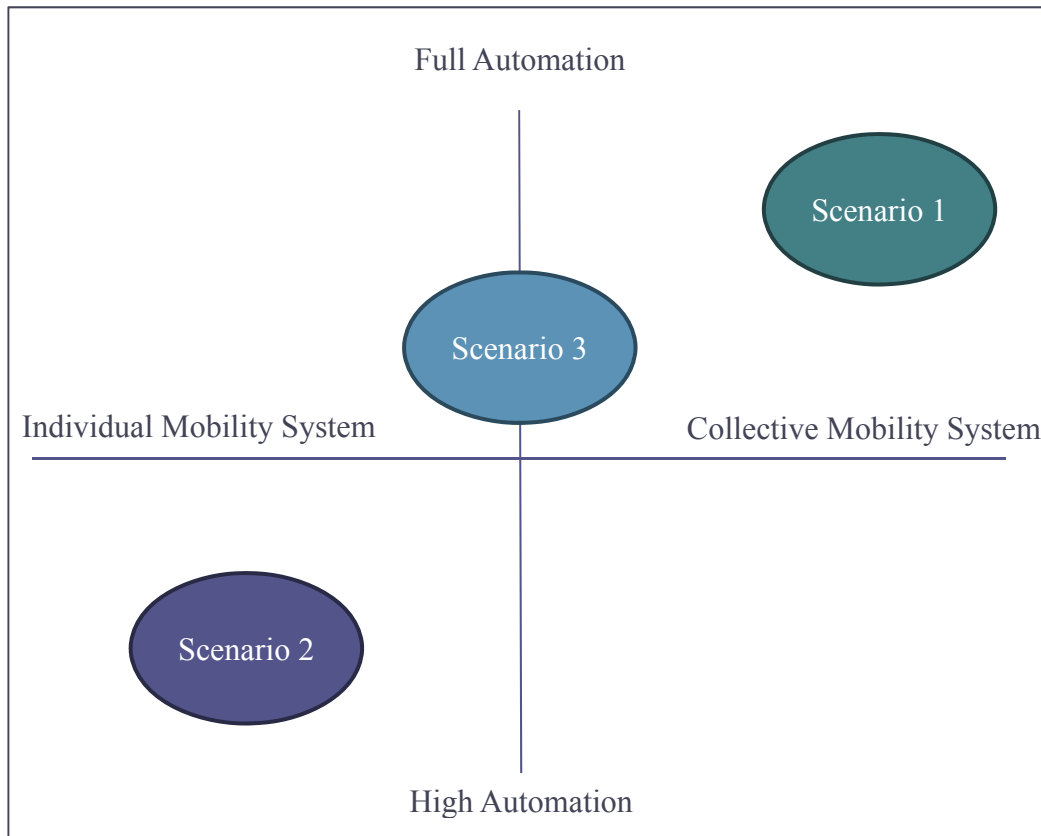 Full Automation
Scenario 1
Scenario 3
Individual Mobility System
Collective Mobility System
Scenario 2
High Automation